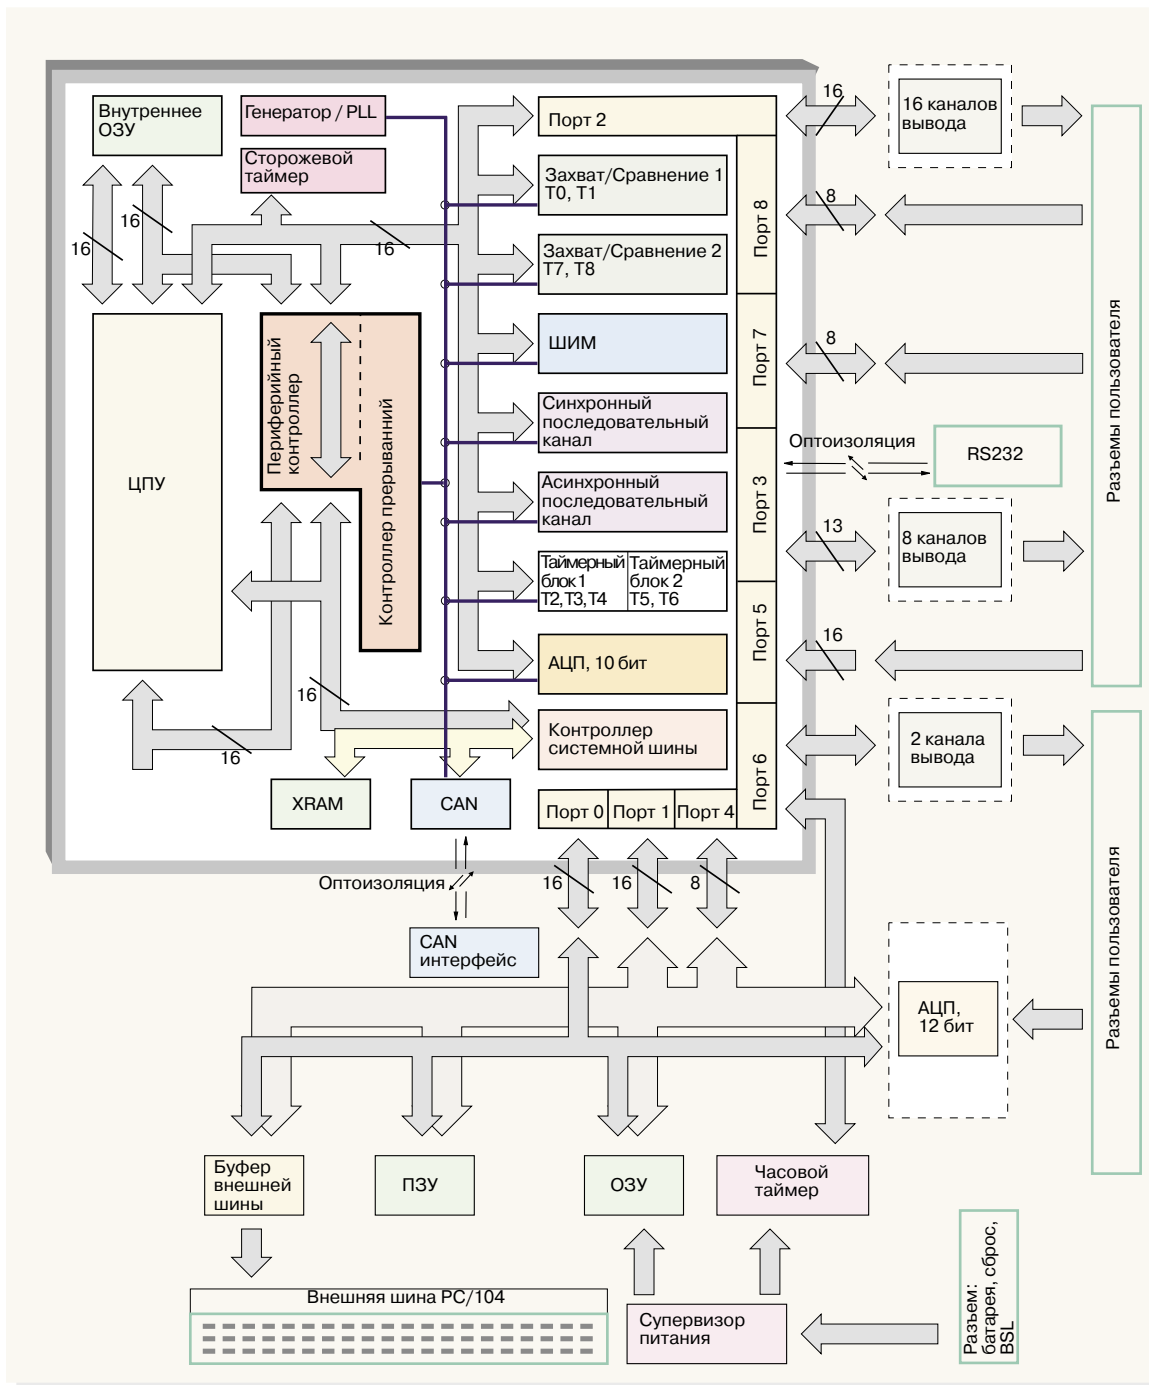 Внутреннее
ОЗУ
Генератор / PLL
Сторожевой
таймер
16
16
16
Порт 2
Захват/Сравнение 1
T0, T1
Захват/Сравнение 2
T7, T8
ШИМ
Синхронный
последовательный
канал
Асинхронный
последовательный
канал
Таймерный
блок 1
T2,T3,T4
Таймерный
блок 2
T5, T6
АЦП, 10 бит
Контроллер
системной шины
Порт 8
Порт 7
Порт 3
Порт 5
Порт 6
Порт 0
Порт 1
Порт 4
ЦПУ
Периферийный
контроллер
Контроллер прерыванний
16
16
XRAM
CAN
16
16 каналов
вывода
8
8
Оптоизоляция
RS232
13
8 каналов
вывода
16
2 канала
вывода
Разъемы пользователя
Разъемы пользователя
Оптоизоляция
16
16
8
CAN
интерфейс
АЦП,
12 бит
Буфер
внешней
шины
ПЗУ
ОЗУ
Часовой
таймер
Внешняя шина PC/104
Супервизор
питания
Разъем:
батарея, сброс,
BSL